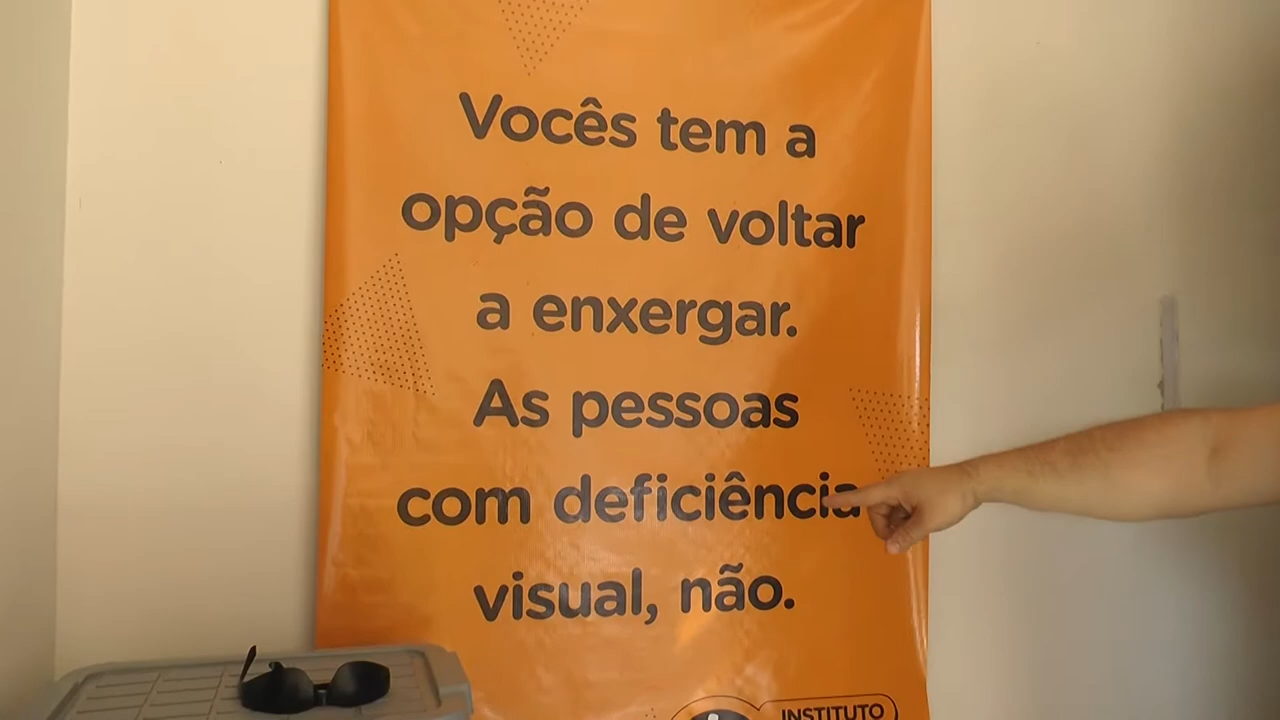 Vocês tem a
opção de voltar
a enxergar.
As pessoas
com deficiência
visual, não.
INSTITUTO